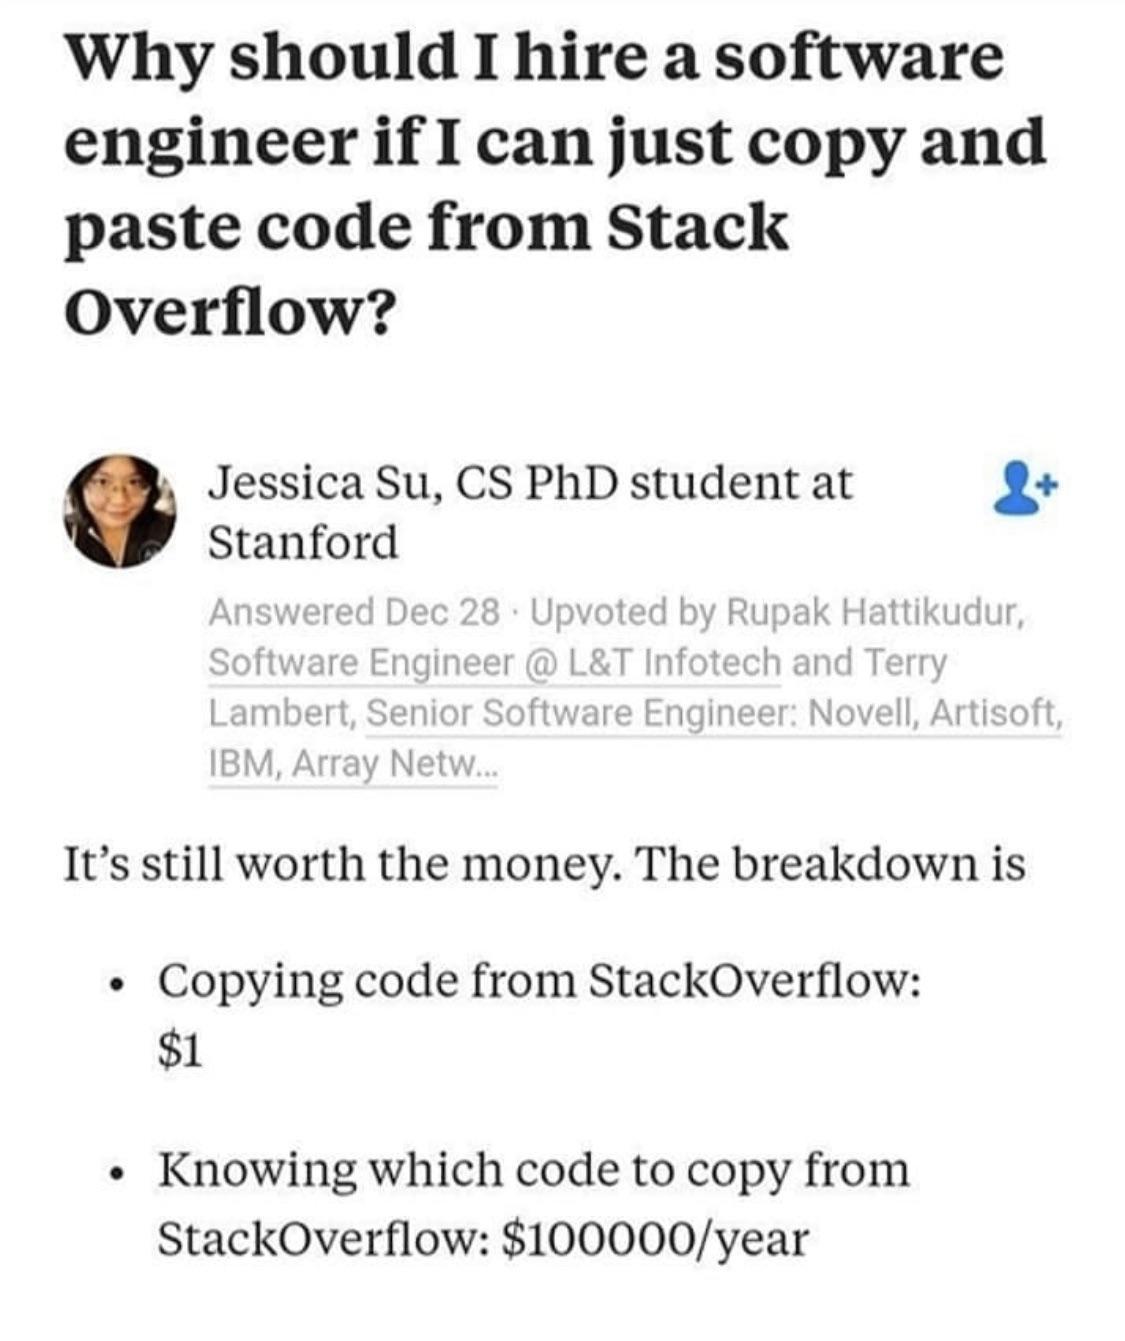 Why should I hire a software
engineer if I can just copy and
paste code from Stack
Overflow?
Jessica Su, CS PhD student at
Stanford
Answered Dec 28 · Upvoted by Rupak Hattikudur,
Software Engineer @ L&T Infotech and Terry
Lambert, Senior Software Engineer: Novell, Artisoft,
IBM, Array Netw...
It’s still worth the money. The breakdown is
• Copying code from StackOverflow:
$1
• Knowing which code to copy from
StackOverflow: $100000/year